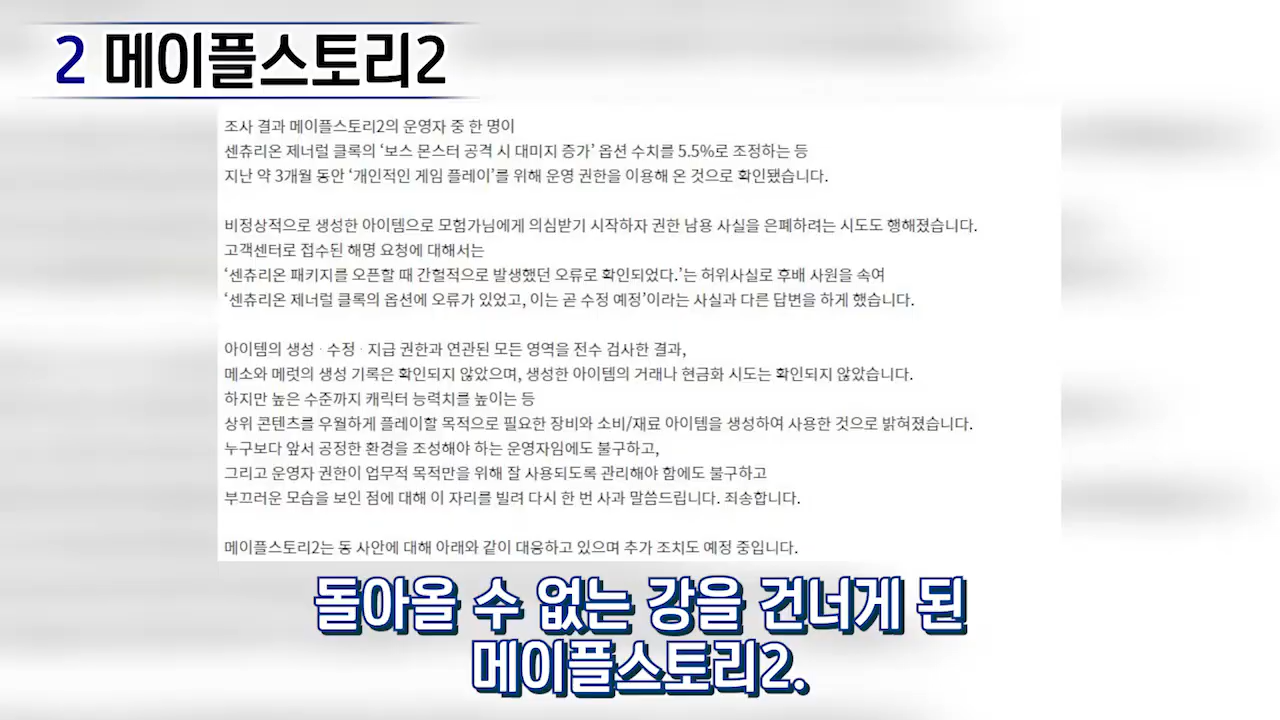 2 메이플스토리2
조사 결과 메이플스토리2의 운영자 중 한 명이
센츄리온 제너럴 클록의 '보스 몬스터 공격 시 대미지 증가' 옵션 수치를 5.5%로 조정하는 등
지난 약 3개월 동안 '개인적인 게임 플레이'를 위해 운영 권한을 이용해 온 것으로 확인됐습니다.
비정상적으로 생성한 아이템으로 모험가님에게 의심받기 시작하자 권한 남용 사실을 은폐하려는 시도도 행해졌습니다.
고객센터로 접수된 해명 요청에 대해서는
'센츄리온 패키지를 오픈할 때 간헐적으로 발생했던 오류로 확인되었다.'는 허위사실로 후배 사원을 속여
'센츄리온 제너럴 클록의 옵션에 오류가 있었고, 이는 곧 수정 예정'이라는 사실과 다른 답변을 하게 했습니다.
아이템의 생성·수정·지급 권한과 연관된 모든 영역을 전수 검사한 결과,
메소와 메럿의 생성 기록은 확인되지 않았으며, 생성한 아이템의 거래나 현금화 시도는 확인되지 않았습니다.
하지만 높은 수준까지 캐릭터 능력치를 높이는 등
상위 콘텐츠를 우월하게 플레이할 목적으로 필요한 장비와 소비/재료 아이템을 생성하여 사용한 것으로 밝혀졌습니다.
누구보다 앞서 공정한 환경을 조성해야 하는 운영자임에도 불구하고,
그리고 운영자 권한이 업무적 목적만을 위해 잘 사용되도록 관리해야 함에도 불구하고
부끄러운 모습을 보인 점에 대해 이 자리를 빌려 다시 한 번 사과 말씀드립니다. 죄송합니다.
메이플스토리2는 동 사안에 대해 아래와 같이 대응하고 있으며 추가 조치도 예정 중입니다.
돌아올 수 없는 강을 건너게 된
메이플스토리2.